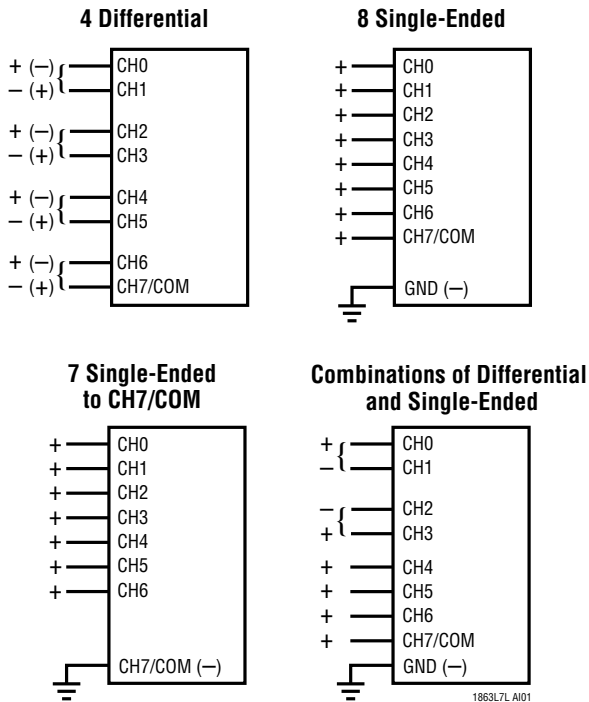 4 Differential
+ (–) { CH0
– (+) CH1
+ (–) { CH2
– (+) CH3
+ (–) { CH4
– (+) CH5
+ (–) { CH6
– (+) CH7/COM
8 Single-Ended
+ CH0
+ CH1
+ CH2
+ CH3
+ CH4
+ CH5
+ CH6
+ CH7/COM
GND (–)
7 Single-Ended
to CH7/COM
+ CH0
+ CH1
+ CH2
+ CH3
+ CH4
+ CH5
+ CH6
CH7/COM (–)
Combinations of Differential
and Single-Ended
+ { CH0
– CH1
– { CH2
+ CH3
+ CH4
+ CH5
+ CH6
+ CH7/COM
GND (–)
1863L7L AI01